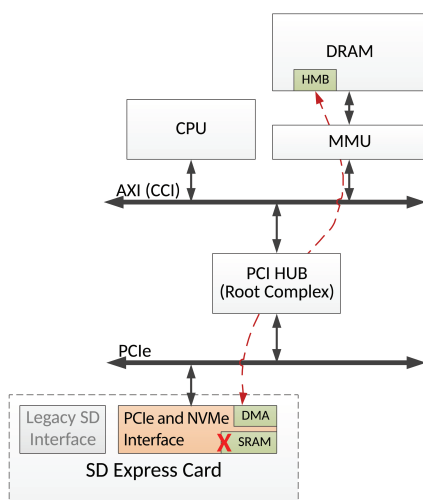 DRAM
HMB
CPU
MMU
AXI (CCI)
PCI HUB
(Root Complex)
PCIe
Legacy SD
Interface
PCIe and NVMe
Interface
DMA
X
SRAM
SD Express Card